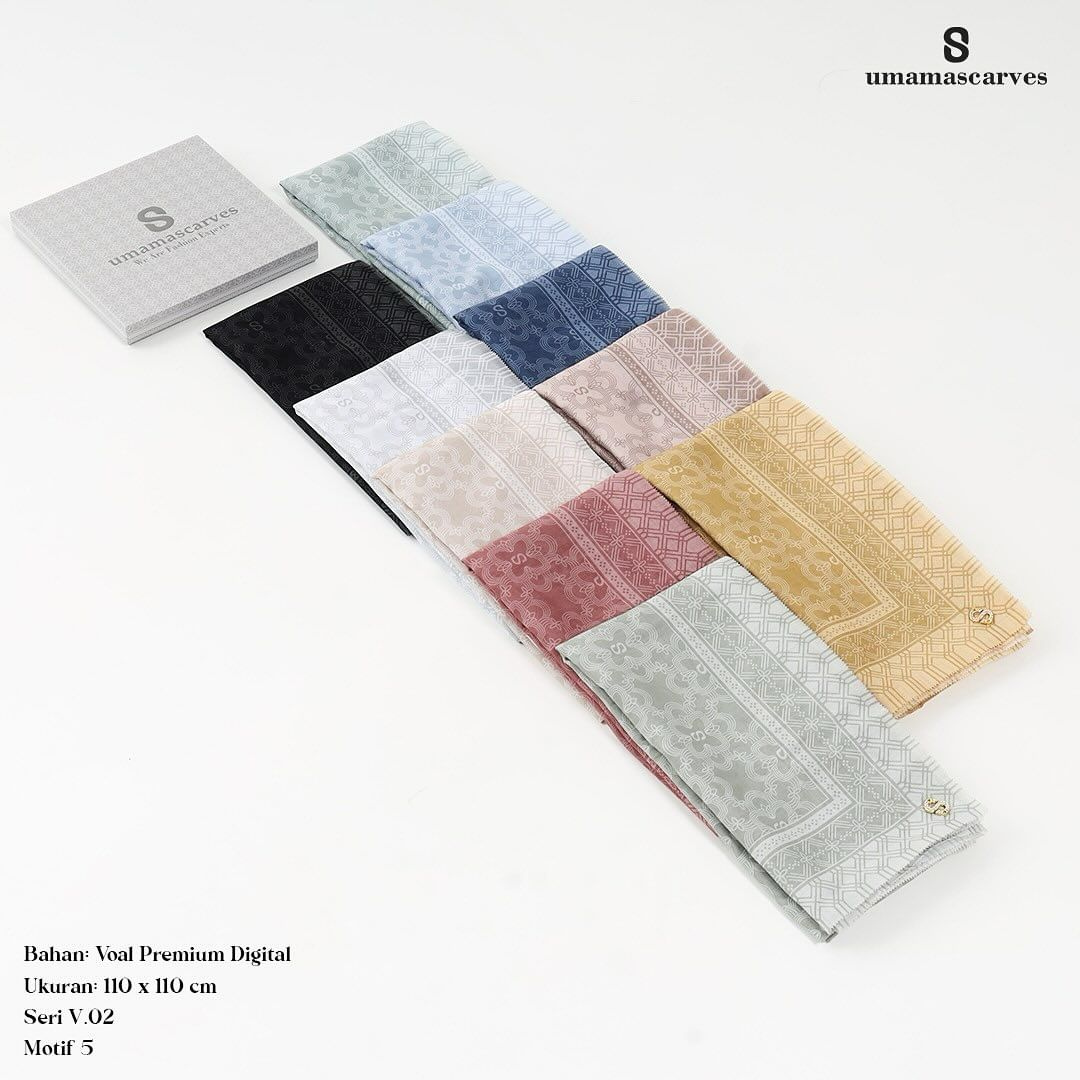 S
umamascarves
S
umamascarves
We Are Fashion Experts
Bahan: Voal Premium Digital
Ukuran: 110 x 110 cm
Seri V.02
Motif 5